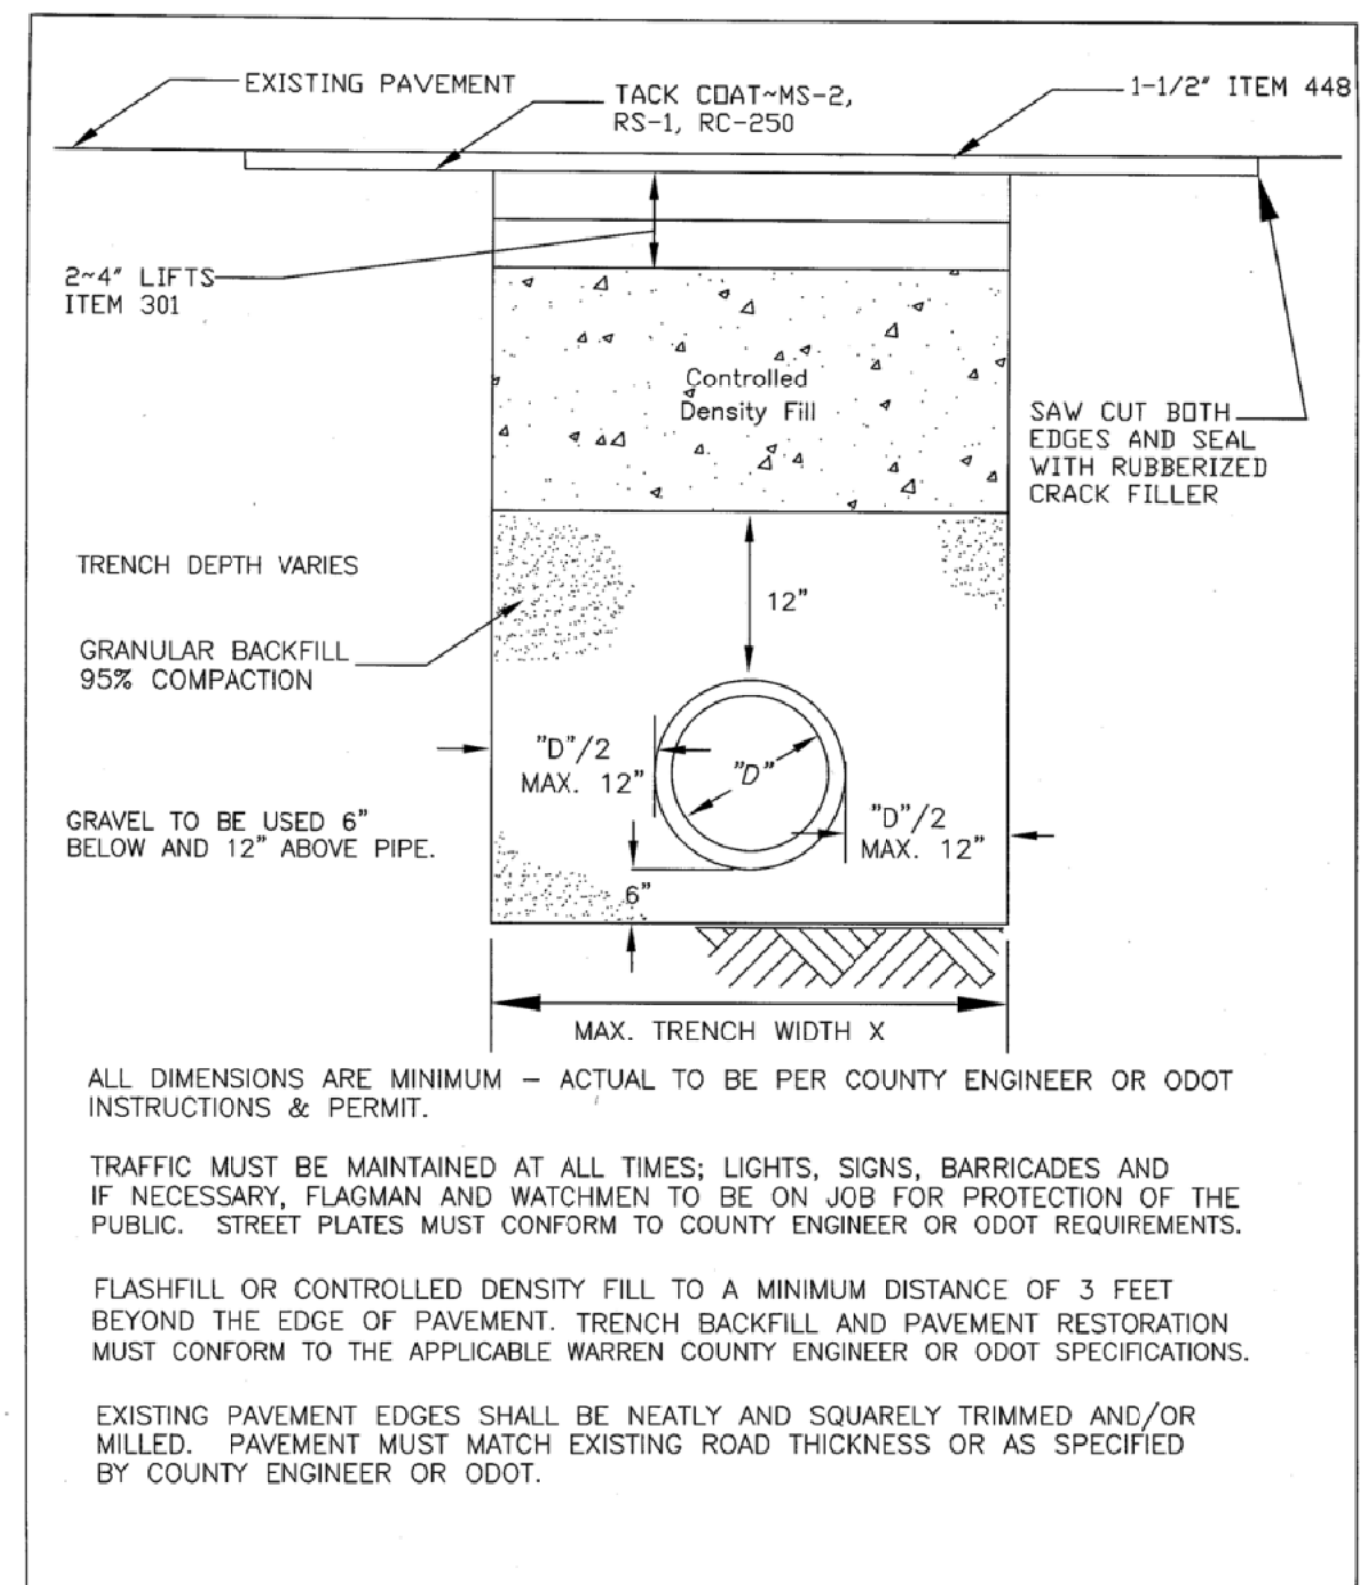 EXISTING PAVEMENT
TACK COAT~MS-2,
RS-1, RC-250
1-1/2" ITEM 448
2~4" LIFTS
ITEM 301
Controlled
Density Fill
SAW CUT BOTH
EDGES AND SEAL
WITH RUBBERIZED
CRACK FILLER
TRENCH DEPTH VARIES
12"
GRANULAR BACKFILL
95% COMPACTION
"D"/2
MAX. 12"
"D"
"D"/2
MAX. 12"
GRAVEL TO BE USED 6"
BELOW AND 12" ABOVE PIPE.
6"
MAX. TRENCH WIDTH X
ALL DIMENSIONS ARE MINIMUM – ACTUAL TO BE PER COUNTY ENGINEER OR ODOT
INSTRUCTIONS & PERMIT.
TRAFFIC MUST BE MAINTAINED AT ALL TIMES; LIGHTS, SIGNS, BARRICADES AND
IF NECESSARY, FLAGMAN AND WATCHMEN TO BE ON JOB FOR PROTECTION OF THE
PUBLIC. STREET PLATES MUST CONFORM TO COUNTY ENGINEER OR ODOT REQUIREMENTS.
FLASHFILL OR CONTROLLED DENSITY FILL TO A MINIMUM DISTANCE OF 3 FEET
BEYOND THE EDGE OF PAVEMENT. TRENCH BACKFILL AND PAVEMENT RESTORATION
MUST CONFORM TO THE APPLICABLE WARREN COUNTY ENGINEER OR ODOT SPECIFICATIONS.
EXISTING PAVEMENT EDGES SHALL BE NEATLY AND SQUARELY TRIMMED AND/OR
MILLED. PAVEMENT MUST MATCH EXISTING ROAD THICKNESS OR AS SPECIFIED
BY COUNTY ENGINEER OR ODOT.